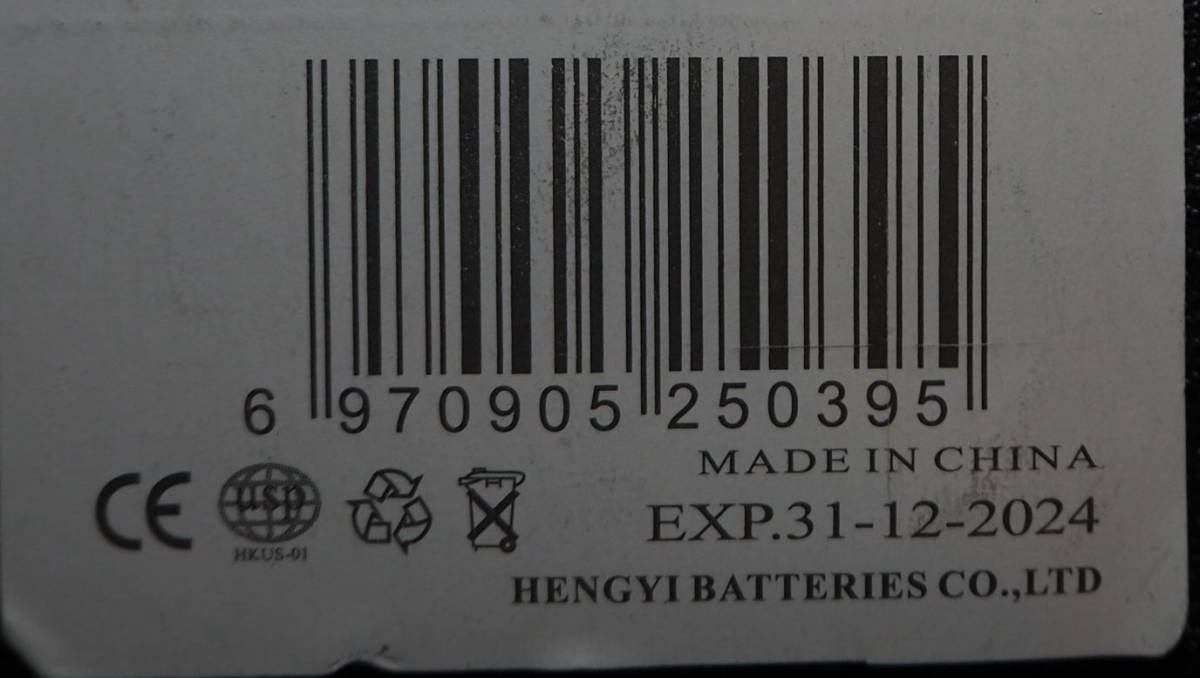 6 970905 250395
MADE IN CHINA
CE usp
HKUS-01
EXP.31-12-2024
HENGYI BATTERIES CO.,LTD